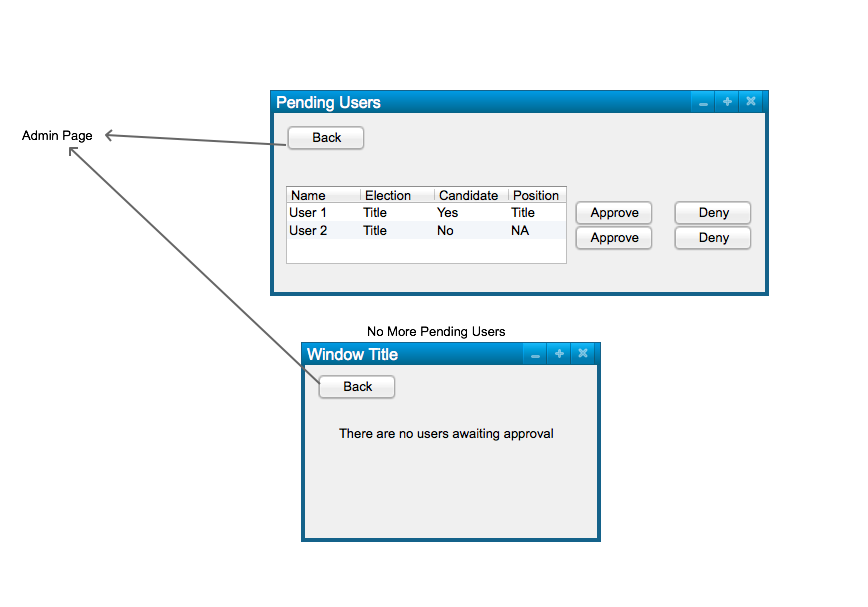 Pending Users
Admin Page
Back
Name Election Candidate Position
User 1 Title Yes Title Approve Deny
User 2 Title No NA Approve Deny
No More Pending Users
Window Title
Back
There are no users awaiting approval